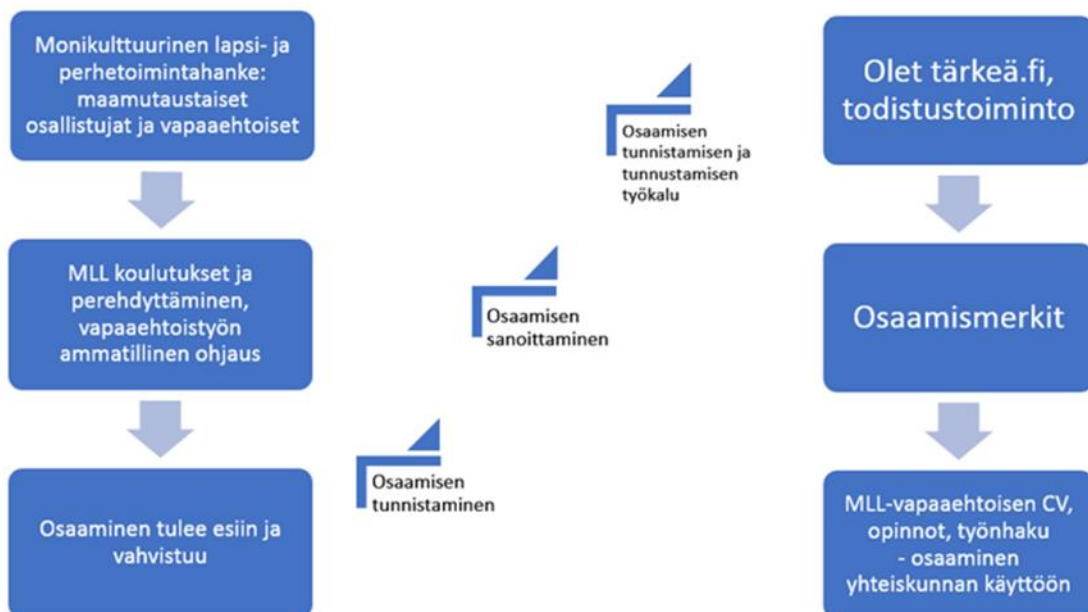 Monikulttuurinen lapsi- ja
perhetoimintahanke:
maamutaustaiset
osallistujat ja vapaaehtoiset
MLL koulutukset ja
perehdyttäminen,
vapaaehtoistyön
ammatillinen ohjaus
Osaaminen tulee esiin ja
vahvistuu
Osaamisen
tunnistaminen
Osaamisen
sanoittaminen
Osaamisen
tunnistamisen ja
tunnustamisen
työkalu
Olet tärkeä.fi,
todistustoiminto
Osaamismerkit
MLL-vapaaehtoisen CV,
opinnot, työnhaku
- osaaminen
yhteiskunnan käyttöön